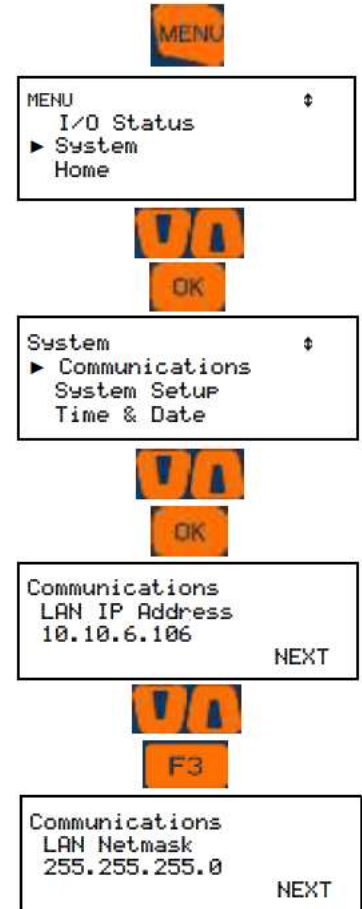 MENU
MENU
I/O Status
► System
Home
OK
System
► Communications
System Setup
Time & Date
OK
Communications
LAN IP Address
10.10.6.106
NEXT
F3
Communications
LAN Netmask
255.255.255.0
NEXT